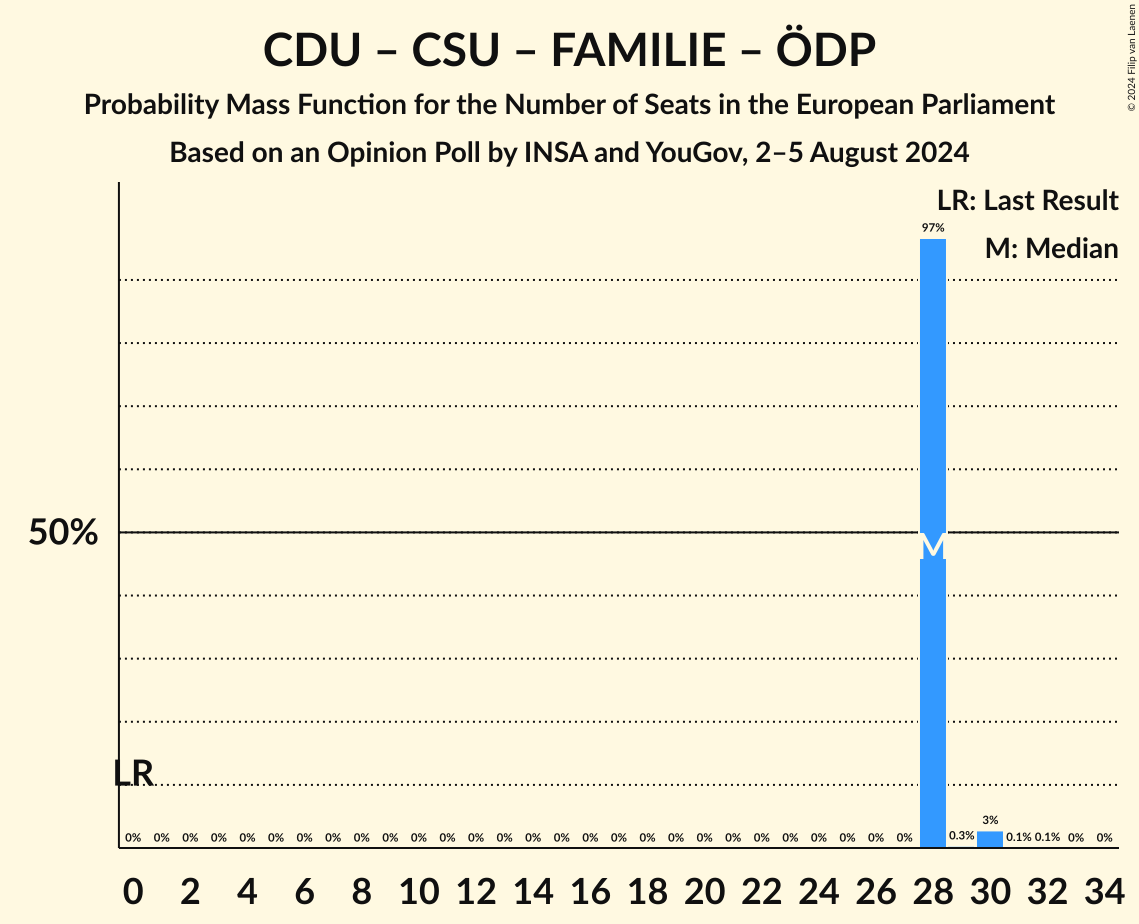 CDU – CSU – FAMILIE – ÖDP
Probability Mass Function for the Number of Seats in the European Parliament
Based on an Opinion Poll by INSA and YouGov, 2–5 August 2024
© 2024 Filip van Laenen
LR: Last Result
M: Median
97%
50%
M
LR
3%
0% 0% 0% 0% 0% 0% 0% 0% 0% 0% 0% 0% 0% 0% 0% 0% 0% 0% 0% 0% 0% 0% 0% 0% 0% 0% 0% 0% 0.3% 0.1% 0.1% 0% 0%
0 2 4 6 8 10 12 14 16 18 20 22 24 26 28 30 32 34